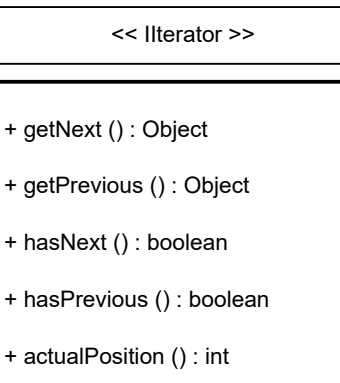 << IIterator >>
+ getNext () : Object
+ getPrevious () : Object
+ hasNext () : boolean
+ hasPrevious () : boolean
+ actualPosition () : int